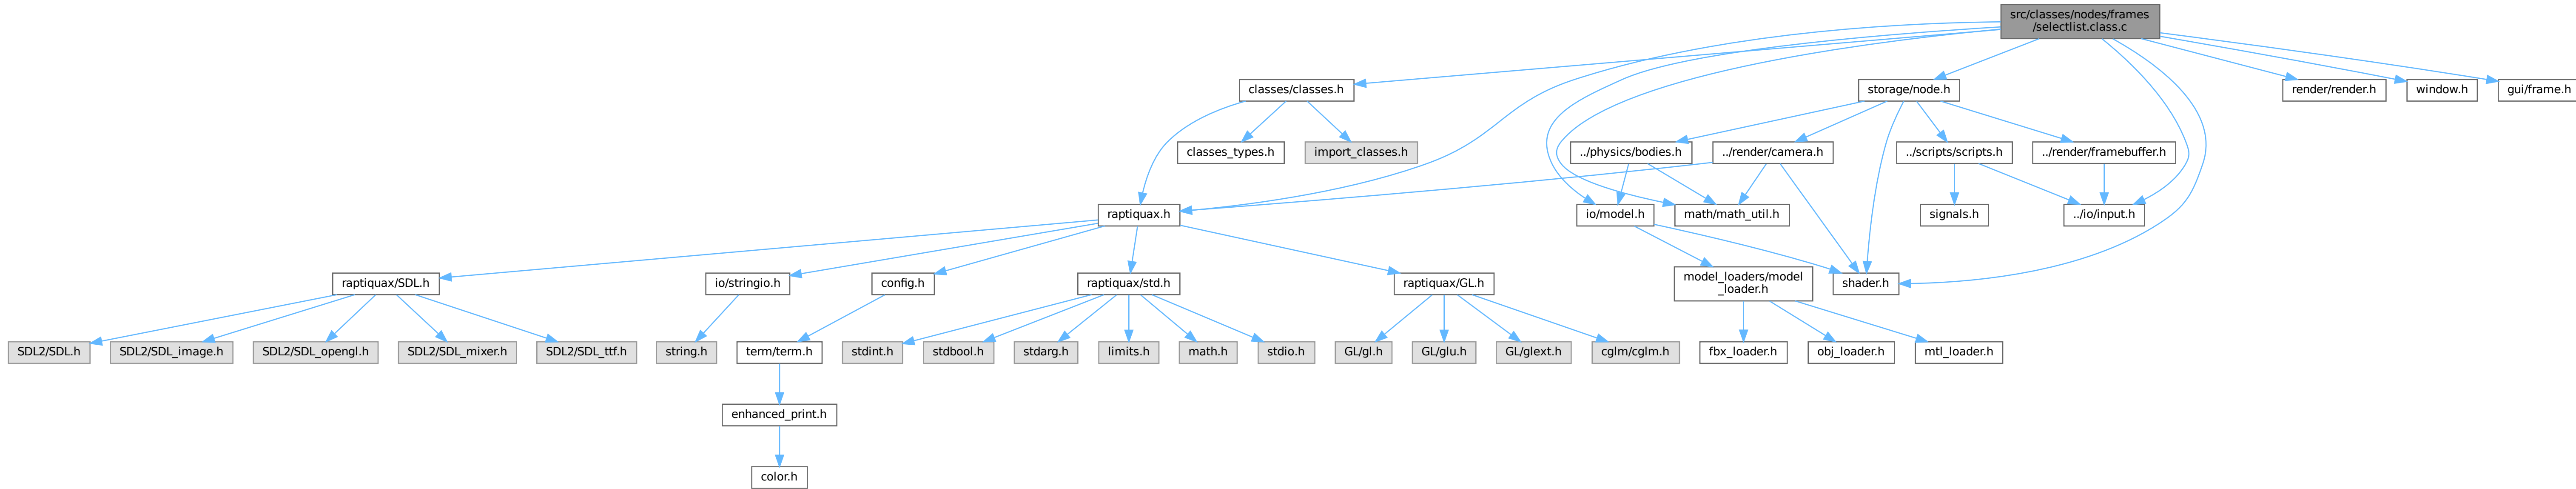 src/classes/nodes/frames
/selectlist.class.c
classes/classes.h
storage/node.h
render/render.h
window.h
gui/frame.h
classes_types.h
import_classes.h
../physics/bodies.h
../render/camera.h
../scripts/scripts.h
../render/framebuffer.h
raptiquax.h
io/model.h
math/math_util.h
signals.h
../io/input.h
raptiquax/SDL.h
io/stringio.h
config.h
raptiquax/std.h
raptiquax/GL.h
model_loaders/model
_loader.h
shader.h
SDL2/SDL.h
SDL2/SDL_image.h
SDL2/SDL_opengl.h
SDL2/SDL_mixer.h
SDL2/SDL_ttf.h
string.h
term/term.h
stdint.h
stdbool.h
stdarg.h
limits.h
math.h
stdio.h
GL/gl.h
GL/glu.h
GL/glext.h
cglm/cglm.h
fbx_loader.h
obj_loader.h
mtl_loader.h
enhanced_print.h
color.h